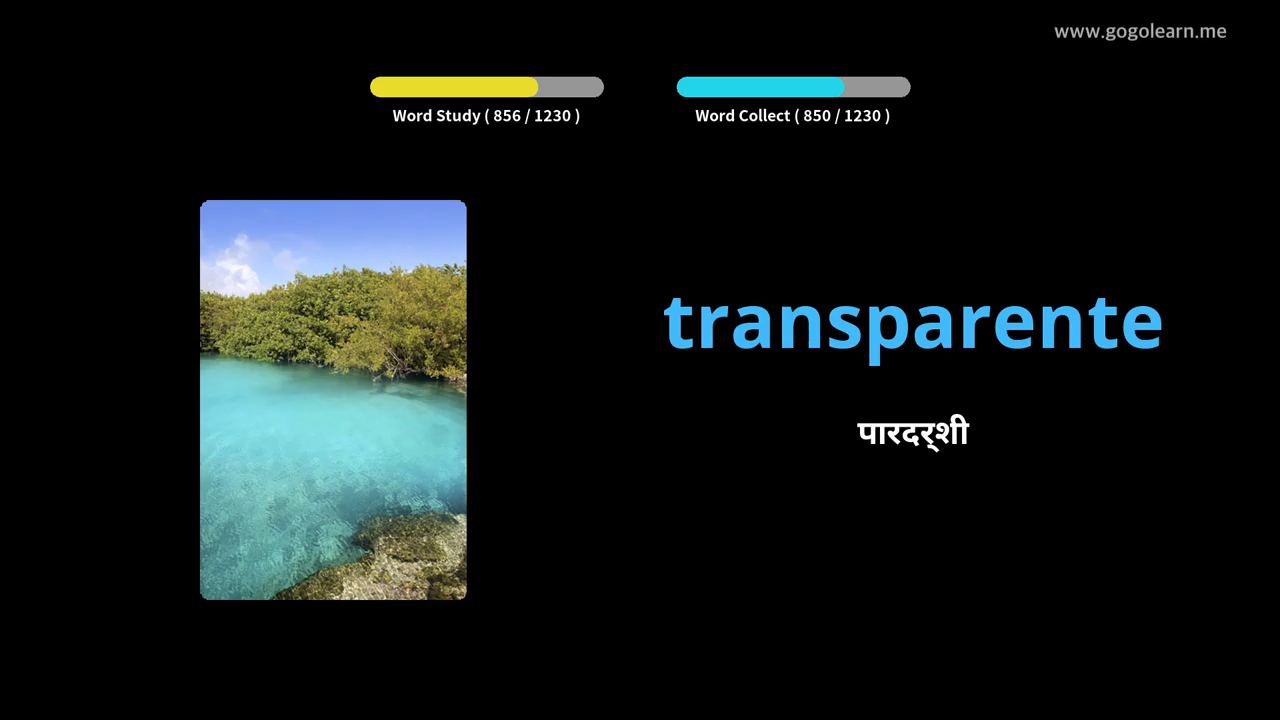 www.gogolearn.me
Word Study ( 856 / 1230 )
Word Collect ( 850 / 1230 )
transparente
पारदर्शी